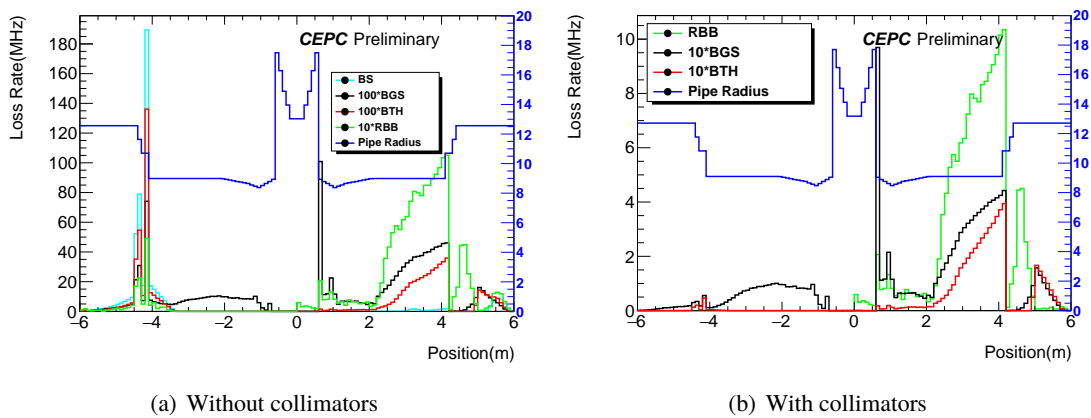 CEPC Preliminary
Loss Rate(MHz)
BS
100*BGS
100*BTH
10*RBB
Pipe Radius
180
160
140
120
100
80
60
40
20
0
20
18
16
14
12
10
8
6
4
2
0
−6 −4 −2 0 2 4 6
Position(m)
(a) Without collimators
CEPC Preliminary
Loss Rate(MHz)
RBB
10*BGS
10*BTH
Pipe Radius
10
8
6
4
2
0
20
18
16
14
12
10
8
6
4
2
0
−6 −4 −2 0 2 4 6
Position(m)
(b) With collimators